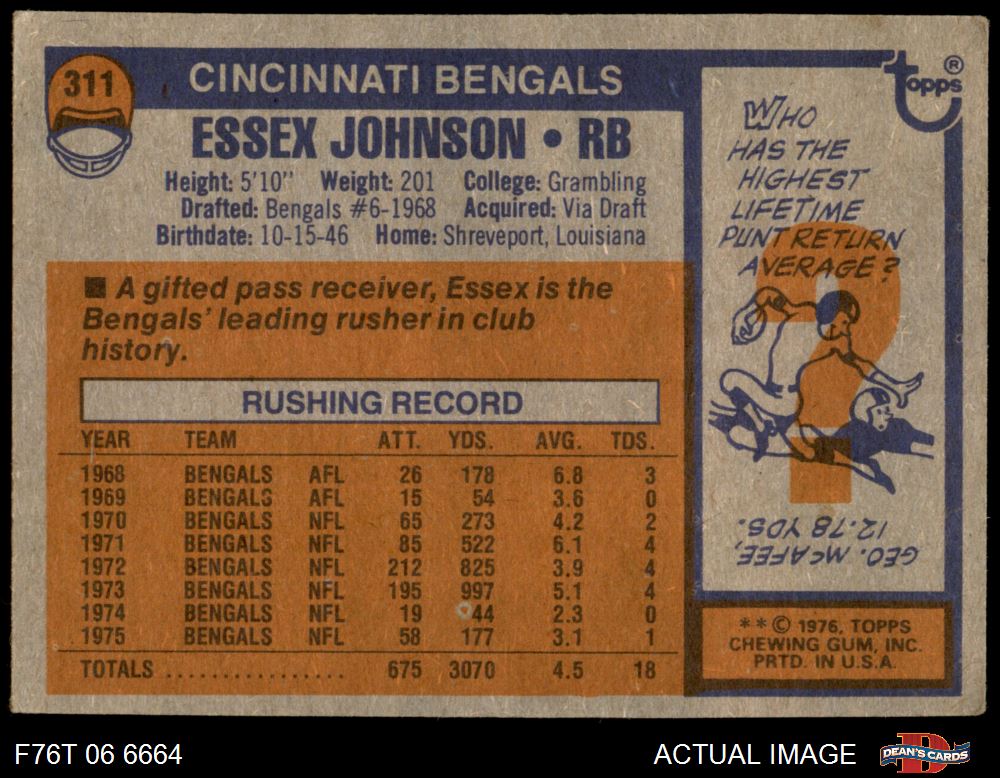 311
CINCINNATI BENGALS
ESSEX JOHNSON • RB
Height: 5'10" Weight: 201 College: Grambling
Drafted: Bengals #6-1968 Acquired: Via Draft
Birthdate: 10-15-46 Home: Shreveport, Louisiana
■ A gifted pass receiver, Essex is the
Bengals' leading rusher in club
history.
RUSHING RECORD
YEAR TEAM ATT. YDS. AVG. TDS.
1968 BENGALS AFL 26 178 6.8 3
1969 BENGALS AFL 15 54 3.6 0
1970 BENGALS NFL 65 273 4.2 2
1971 BENGALS NFL 85 522 6.1 4
1972 BENGALS NFL 212 825 3.9 4
1973 BENGALS NFL 195 997 5.1 4
1974 BENGALS NFL 19 44 2.3 0
1975 BENGALS NFL 58 177 3.1 1
TOTALS ................ 675 3070 4.5 18
topps ®
WHO
HAS THE
HIGHEST
LIFETIME
PUNT RETURN
AVERAGE?
?
GEO. McAFEE,
12.78 YDS.
**© 1976, TOPPS
CHEWING GUM, INC.
PRTD. IN U.S.A.
F76T 06 6664
ACTUAL IMAGE
DEAN'S CARDS